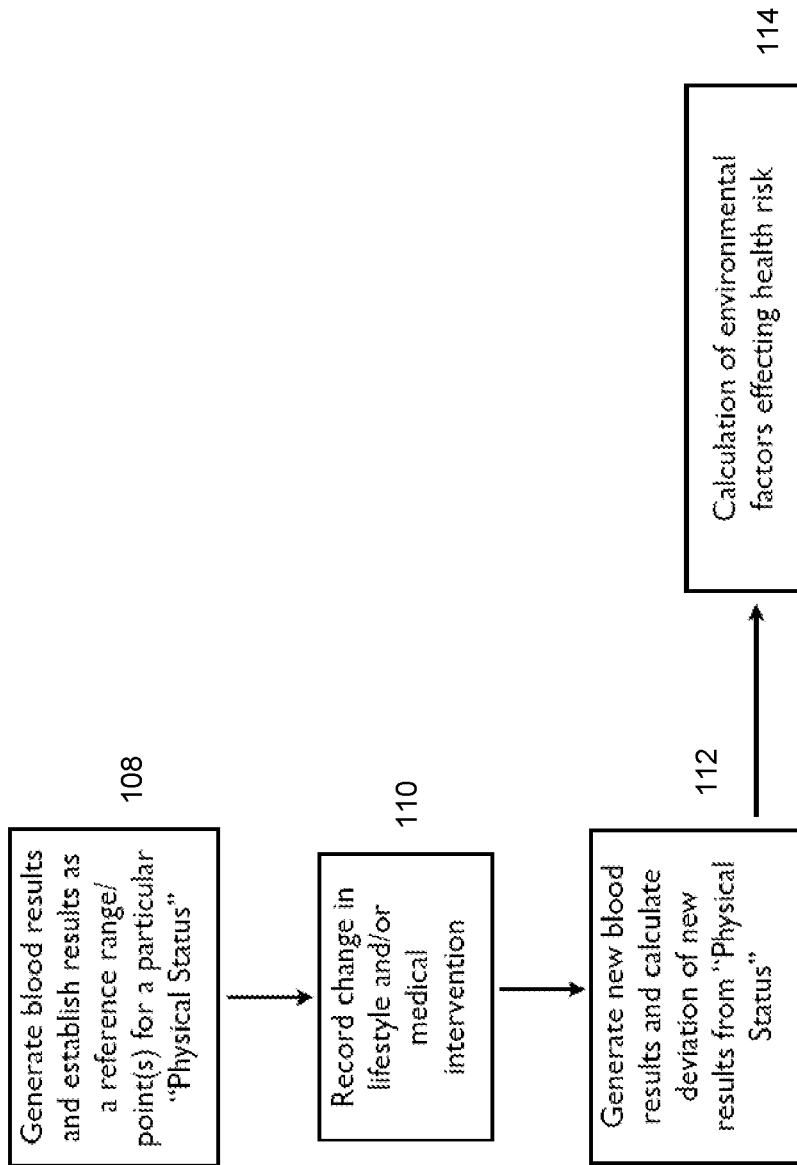 Generate blood results
and establish results as
a reference range/
point(s) for a particular
“Physical Status”
108
Record change in
lifestyle and/or
medical
intervention
110
Generate new blood
results and calculate
deviation of new
results from “Physical
Status”
112
Calculation of environmental
factors effecting health risk
114